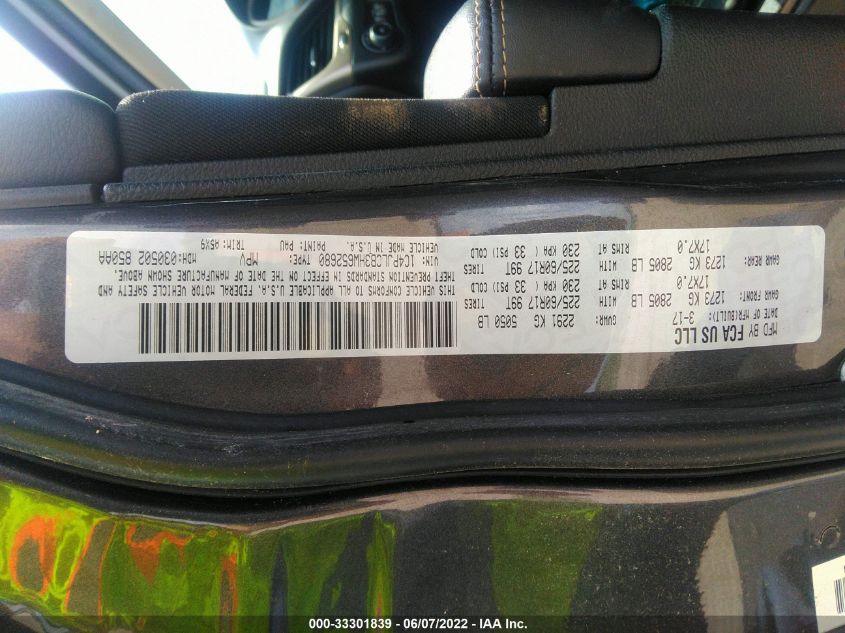 MFD BY FCA US LLC
DATE OF MFR(BUILT): 3-17 GVWR: 2291 KG 5050 LB
GAWR FRONT: 17X7.0 RIMS AT 230 KPA ( 33 PSI) COLD
1273 KG 2805 LB WITH 225/60R17 99T TIRES
GAWR REAR: 17X7.0 RIMS AT 230 KPA ( 33 PSI) COLD
1273 KG 2805 LB WITH 225/60R17 99T TIRES
THIS VEHICLE CONFORMS TO ALL APPLICABLE FEDERAL MOTOR VEHICLE SAFETY AND
THEFT PREVENTION STANDARDS IN EFFECT ON THE DATE OF MANUFACTURE SHOWN ABOVE.
VIN: 1C4PJLCB3HW652680 TYPE: MPV MDH: 030502 850AA
VEHICLE MADE IN U.S.A. PAINT: PAU TRIM: A5X9
000-33301839 - 06/07/2022 - IAA Inc.